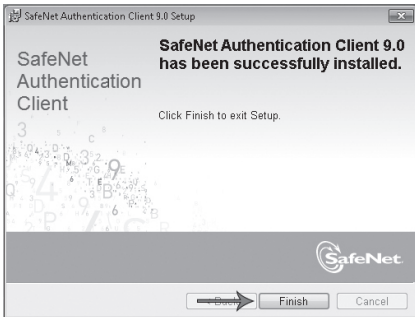 SafeNet Authentication Client 9.0 Setup
SafeNet
Authentication
Client
SafeNet Authentication Client 9.0
has been successfully installed.
Click Finish to exit Setup.
SafeNet.
< Back
Finish
Cancel